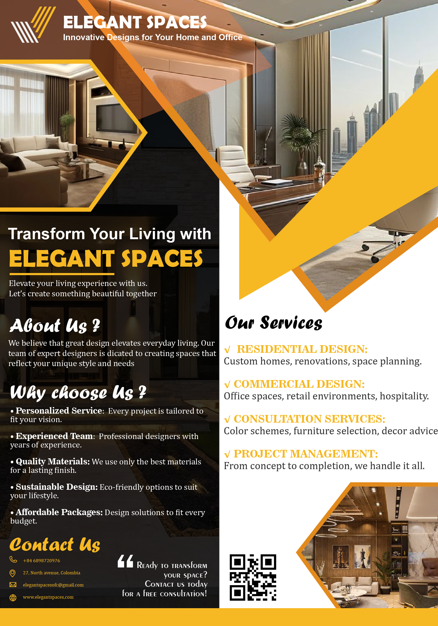 ELEGANT SPACES
Innovative Designs for Your Home and Office
Transform Your Living with
ELEGANT SPACES
Elevate your living experience with us.
Let's create something beautiful together
About Us ?
We believe that great design elevates everyday living. Our
team of expert designers is dicated to creating spaces that
reflect your unique style and needs
Why choose Us ?
• Personalized Service: Every project is tailored to
fit your vision.
• Experienced Team: Professional designers with
years of experience.
• Quality Materials: We use only the best materials
for a lasting finish.
• Sustainable Design: Eco-friendly options to suit
your lifestyle.
• Affordable Packages: Design solutions to fit every
budget.
Contact Us
+84 6890720976
27, North avenue, Colombia
elegantspacesofc@gmail.com
www.elegantspaces.com
“ Ready to transform
your space?
Contact us today
for a free consultation!
Our Services
√ RESIDENTIAL DESIGN:
Custom homes, renovations, space planning.
√ COMMERCIAL DESIGN:
Office spaces, retail environments, hospitality.
√ CONSULTATION SERVICES:
Color schemes, furniture selection, decor advice
√ PROJECT MANAGEMENT:
From concept to completion, we handle it all.